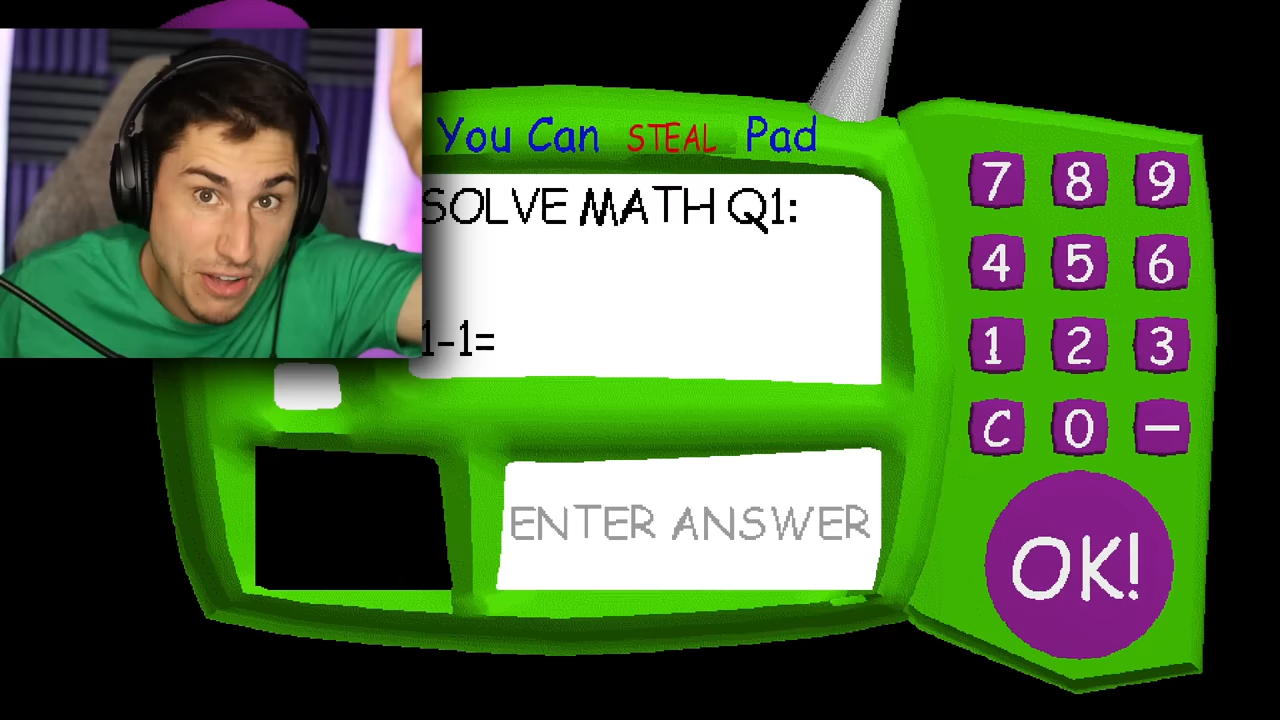 You Can STEAL Pad
SOLVE MATH Q1:
1-1=
ENTER ANSWER
7 8 9
4 5 6
1 2 3
C 0 −
OK!